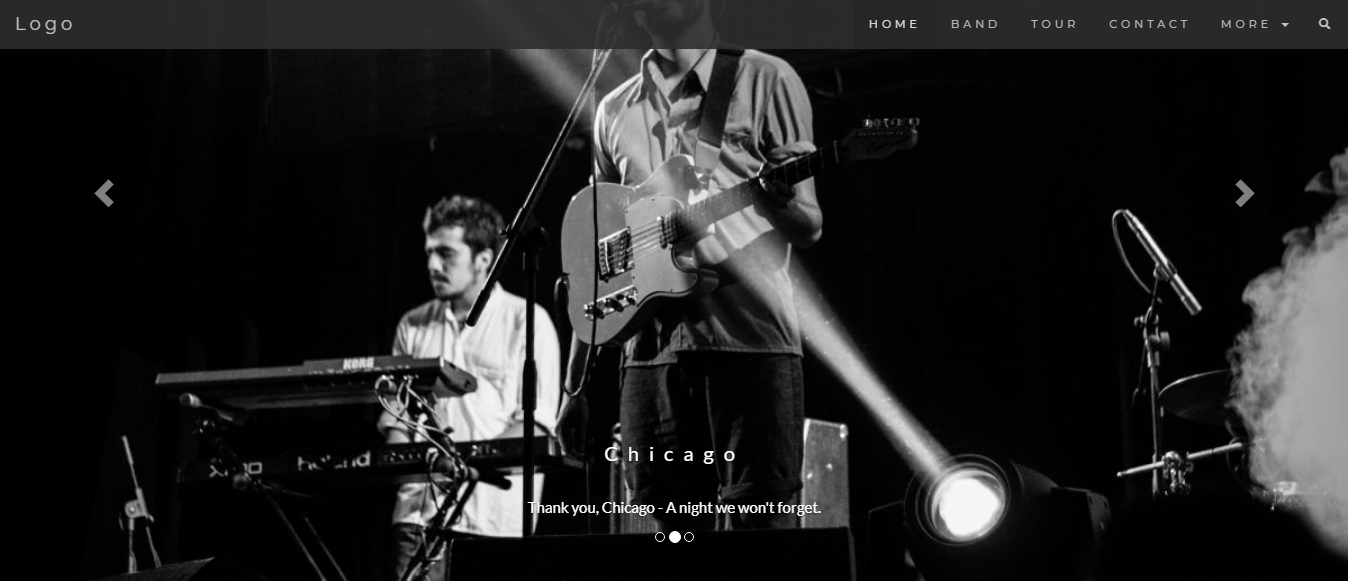 Logo
HOME BAND TOUR CONTACT MORE
KORG
Roland
Chicago
Thank you, Chicago - A night we won't forget.